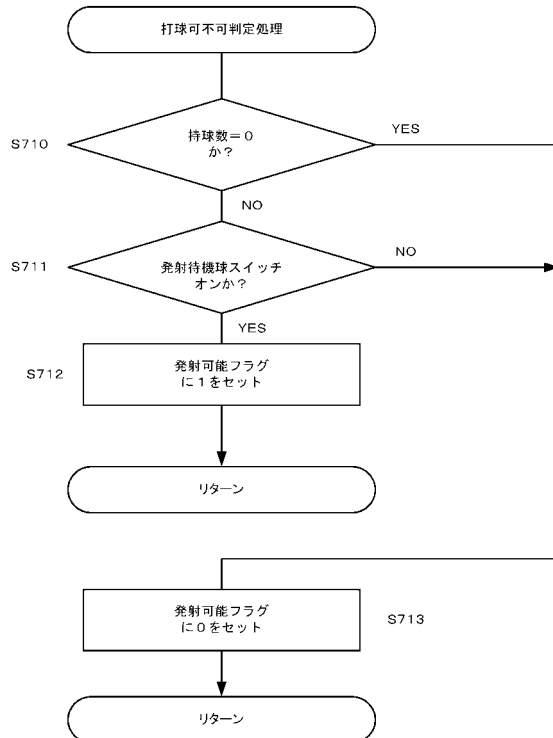 打球可不可判定処理
S710
持球数＝０
か？
YES
NO
S711
発射待機球スイッチ
オンか？
NO
YES
S712
発射可能フラグ
に１をセット
リターン
発射可能フラグ
に０をセット
S713
リターン